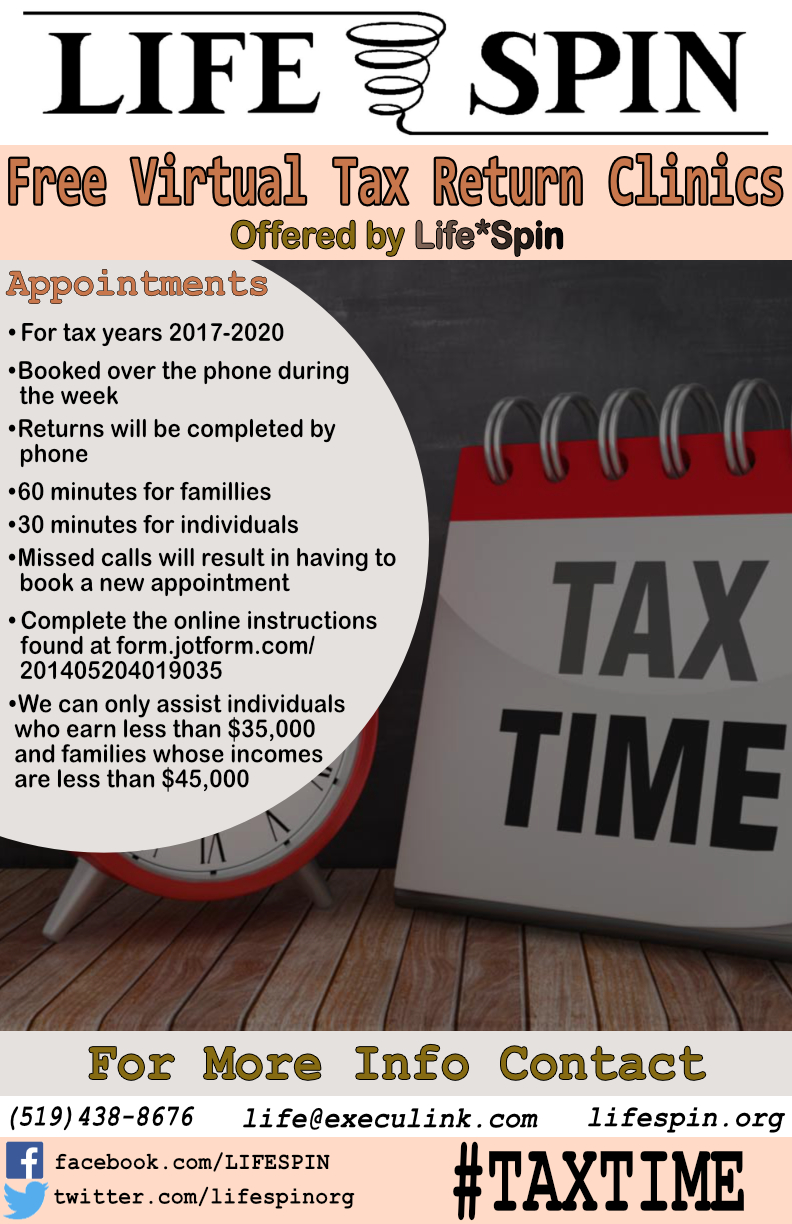 LIFE SPIN
Free Virtual Tax Return Clinics
Offered by Life*Spin
Appointments
• For tax years 2017-2020
•Booked over the phone during
the week
•Returns will be completed by
phone
•60 minutes for famillies
•30 minutes for individuals
•Missed calls will result in having to
book a new appointment
• Complete the online instructions
found at form.jotform.com/
201405204019035
•We can only assist individuals
who earn less than $35,000
and families whose incomes
are less than $45,000
TAX
TIME
VI
VII
For More Info Contact
(519)438-8676 life@execulink.com lifespin.org
facebook.com/LIFESPIN
twitter.com/lifespinorg
#TAXTIME